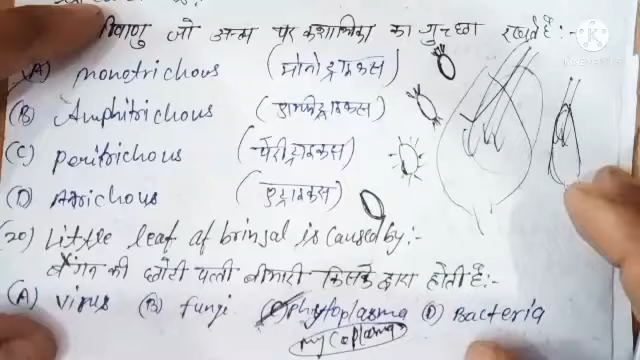 जो अन्त पर कशाभिका का गुच्छा रखते हैं:-
(A) monotrichous (मोनोट्राइकस)
(B) Amphitrichous (एम्फीट्राइकस)
(C) peritrichous (पेरीट्राइकस)
(D) Atrichous (एट्राइकस)
(20) Little leaf of brinjal is caused by:-
बैंगन की छोटी पत्ती बीमारी किसके द्वारा होती है:-
(A) virus (B) fungi phytoplasma (D) Bacteria
mycoplasma
KINEMASTER